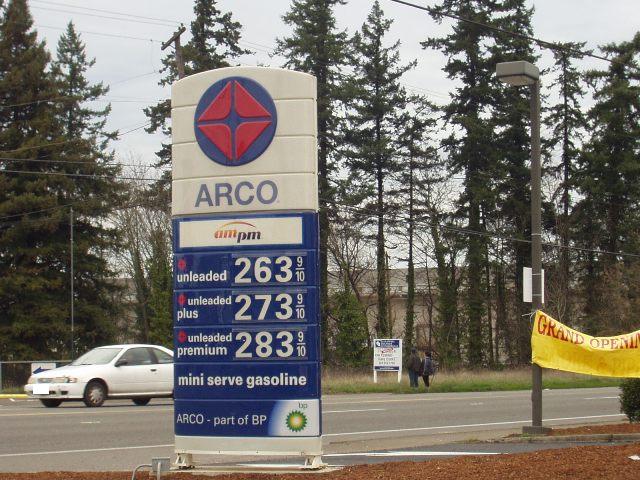 ARCO
ampm
unleaded 263 9/10
unleaded plus 273 9/10
unleaded premium 283 9/10
mini serve gasoline
bp
ARCO - part of BP
GRAND OPENIN